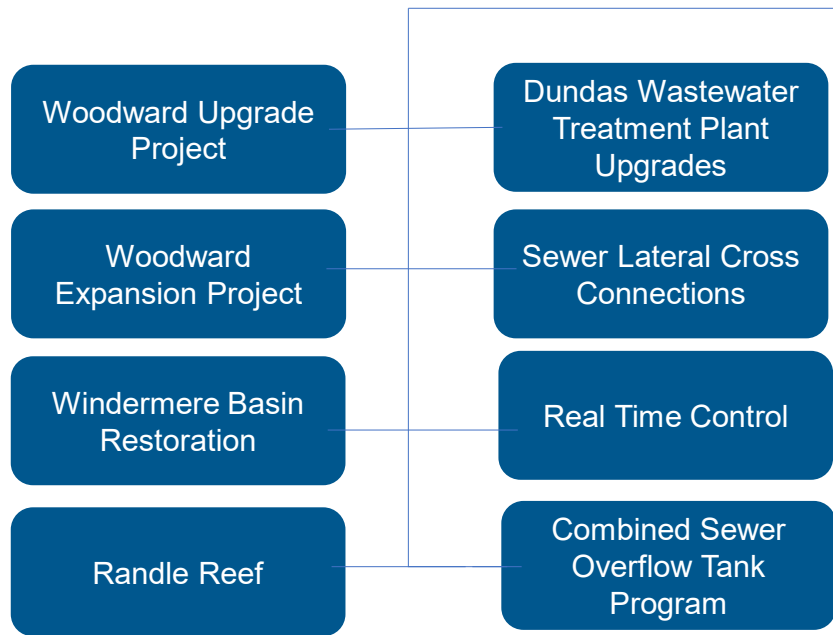 Woodward Upgrade
Project
Dundas Wastewater
Treatment Plant
Upgrades
Woodward
Expansion Project
Sewer Lateral Cross
Connections
Windermere Basin
Restoration
Real Time Control
Randle Reef
Combined Sewer
Overflow Tank
Program